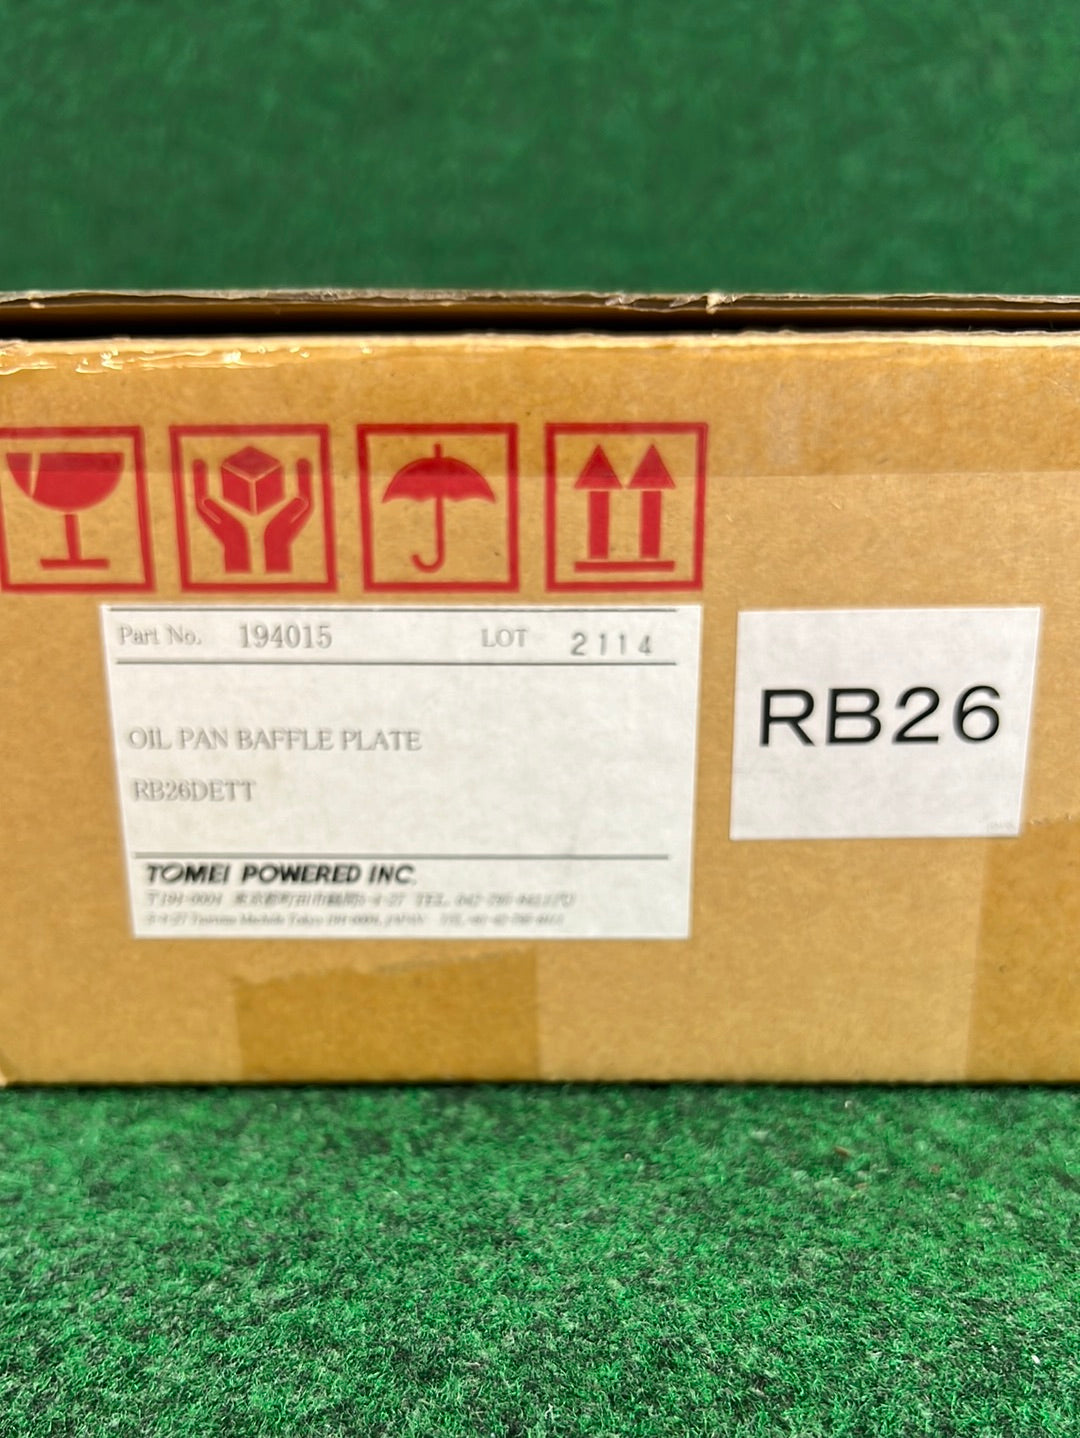 Part No. 194015 LOT 2114
OIL PAN BAFFLE PLATE
RB26DETT
TOMEI POWERED INC.
RB26